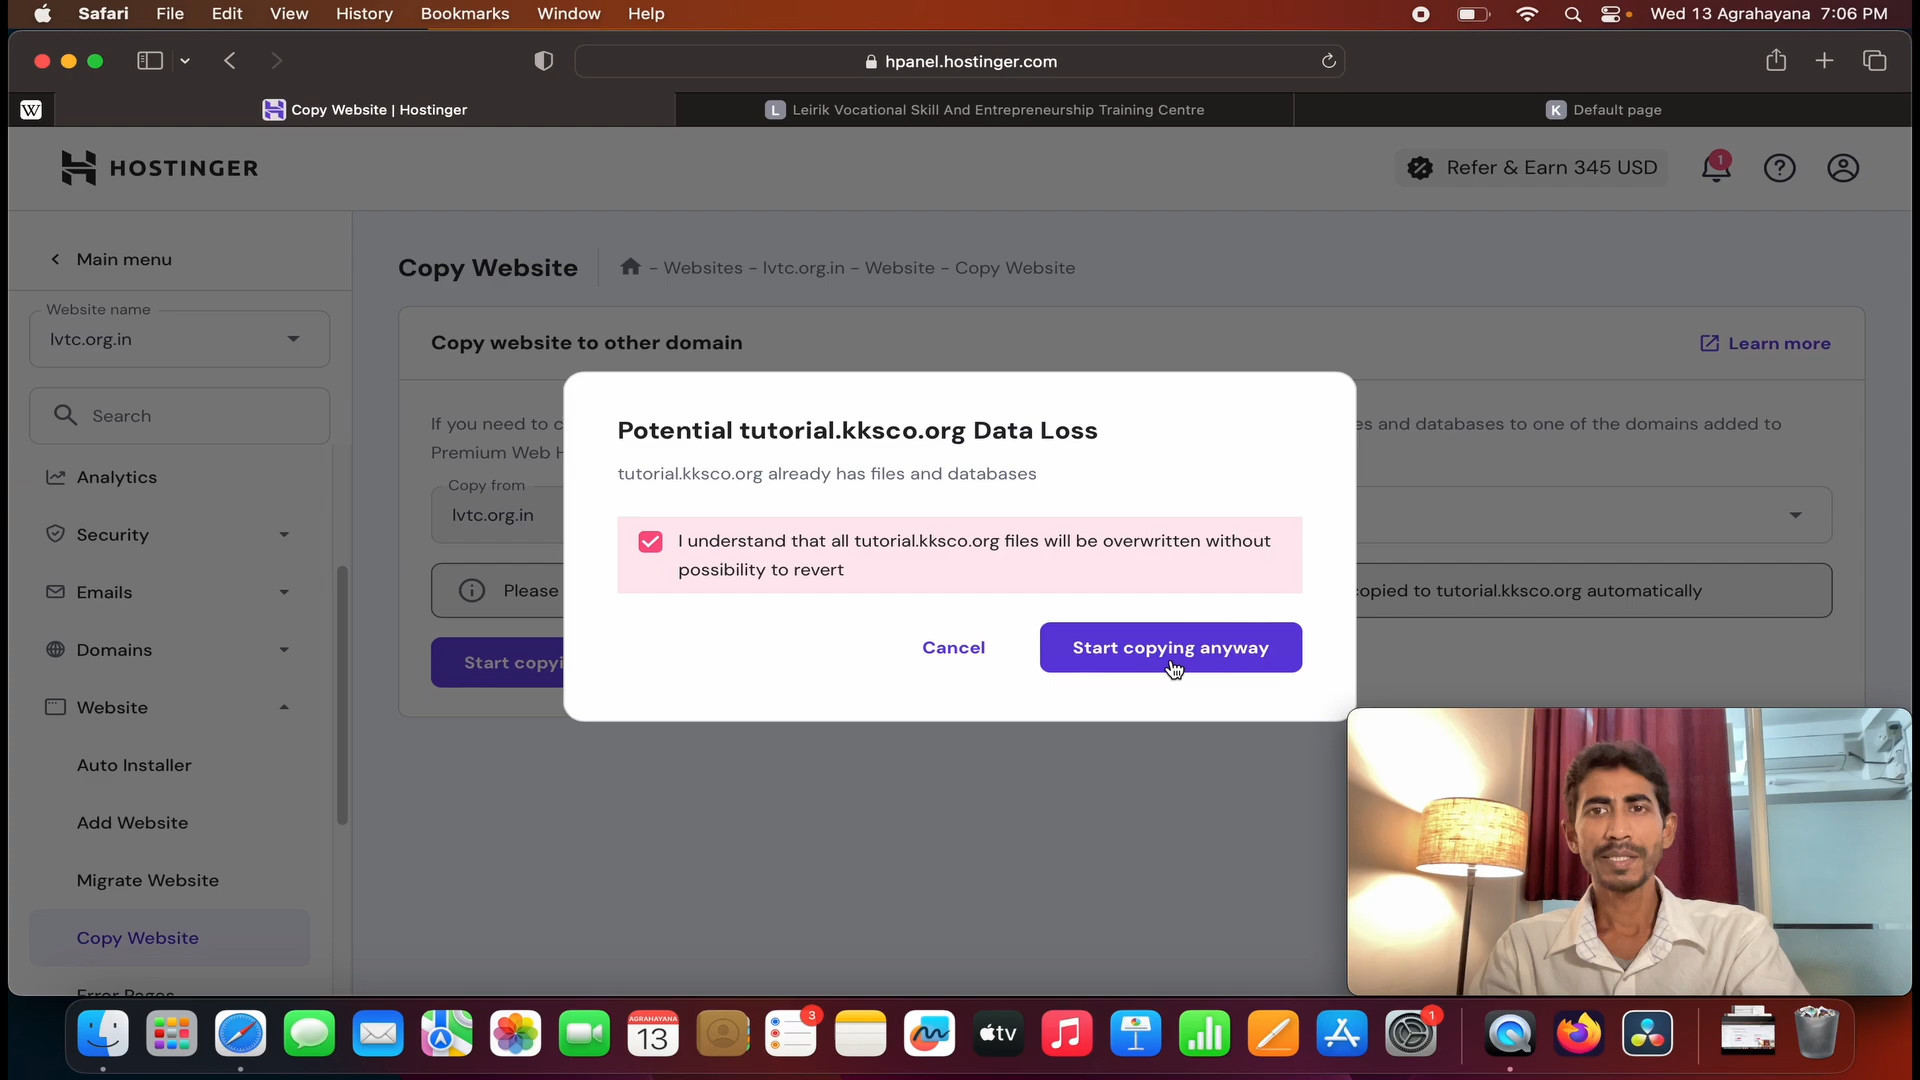 Safari File Edit View History Bookmarks Window Help
Wed 13 Agrahayana 7:06 PM
hpanel.hostinger.com
W
Copy Website | Hostinger
L Leirik Vocational Skill And Entrepreneurship Training Centre
K Default page
HOSTINGER
Refer & Earn 345 USD
1
Main menu
Website name
lvtc.org.in
Search
Analytics
Security
Emails
Domains
Website
Auto Installer
Add Website
Migrate Website
Copy Website
Error Pages
Copy Website
- Websites - lvtc.org.in - Website - Copy Website
Copy website to other domain
Learn more
If you need to c
es and databases to one of the domains added to
Premium Web H
Copy from
lvtc.org.in
Please
opied to tutorial.kksco.org automatically
Start copyi
Potential tutorial.kksco.org Data Loss
tutorial.kksco.org already has files and databases
I understand that all tutorial.kksco.org files will be overwritten without
possibility to revert
Cancel
Start copying anyway
AGRAHAYANA
13
3
tv
1